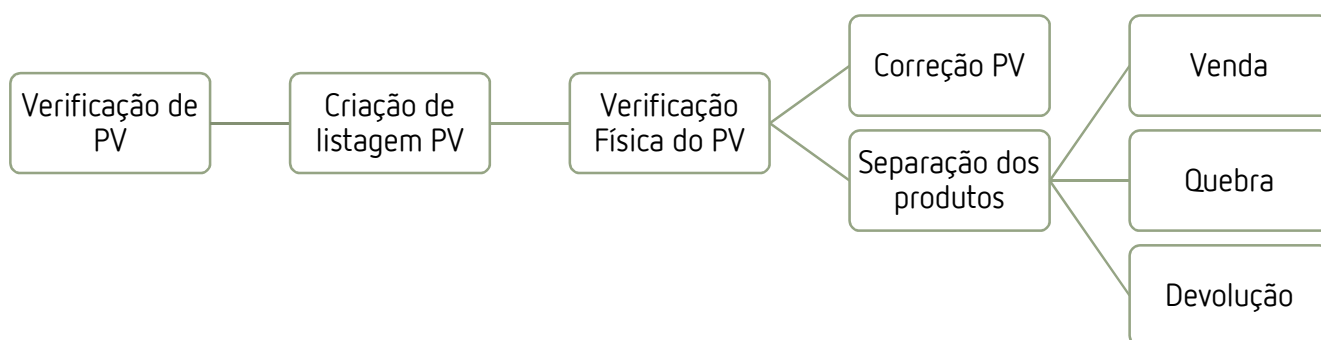 Verificação de
PV
Criação de
listagem PV
Verificação
Física do PV
Correção PV
Separação dos
produtos
Venda
Quebra
Devolução